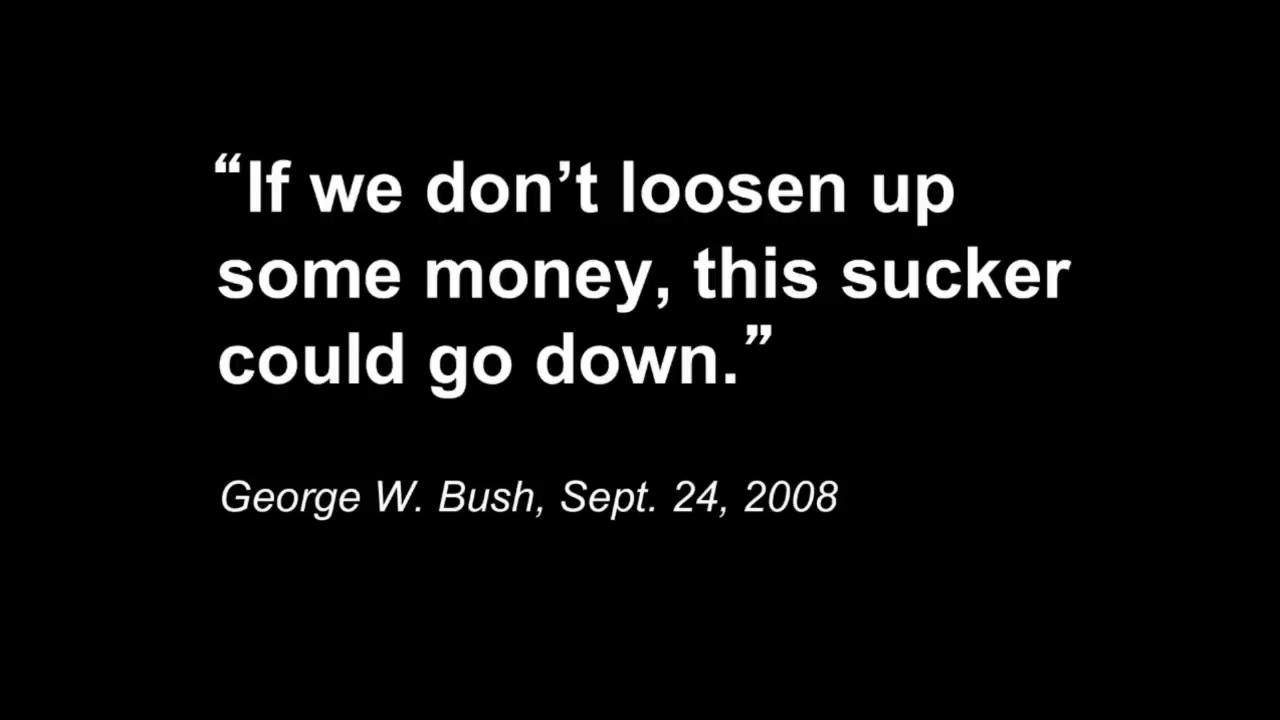 “If we don’t loosen up
some money, this sucker
could go down.”
George W. Bush, Sept. 24, 2008